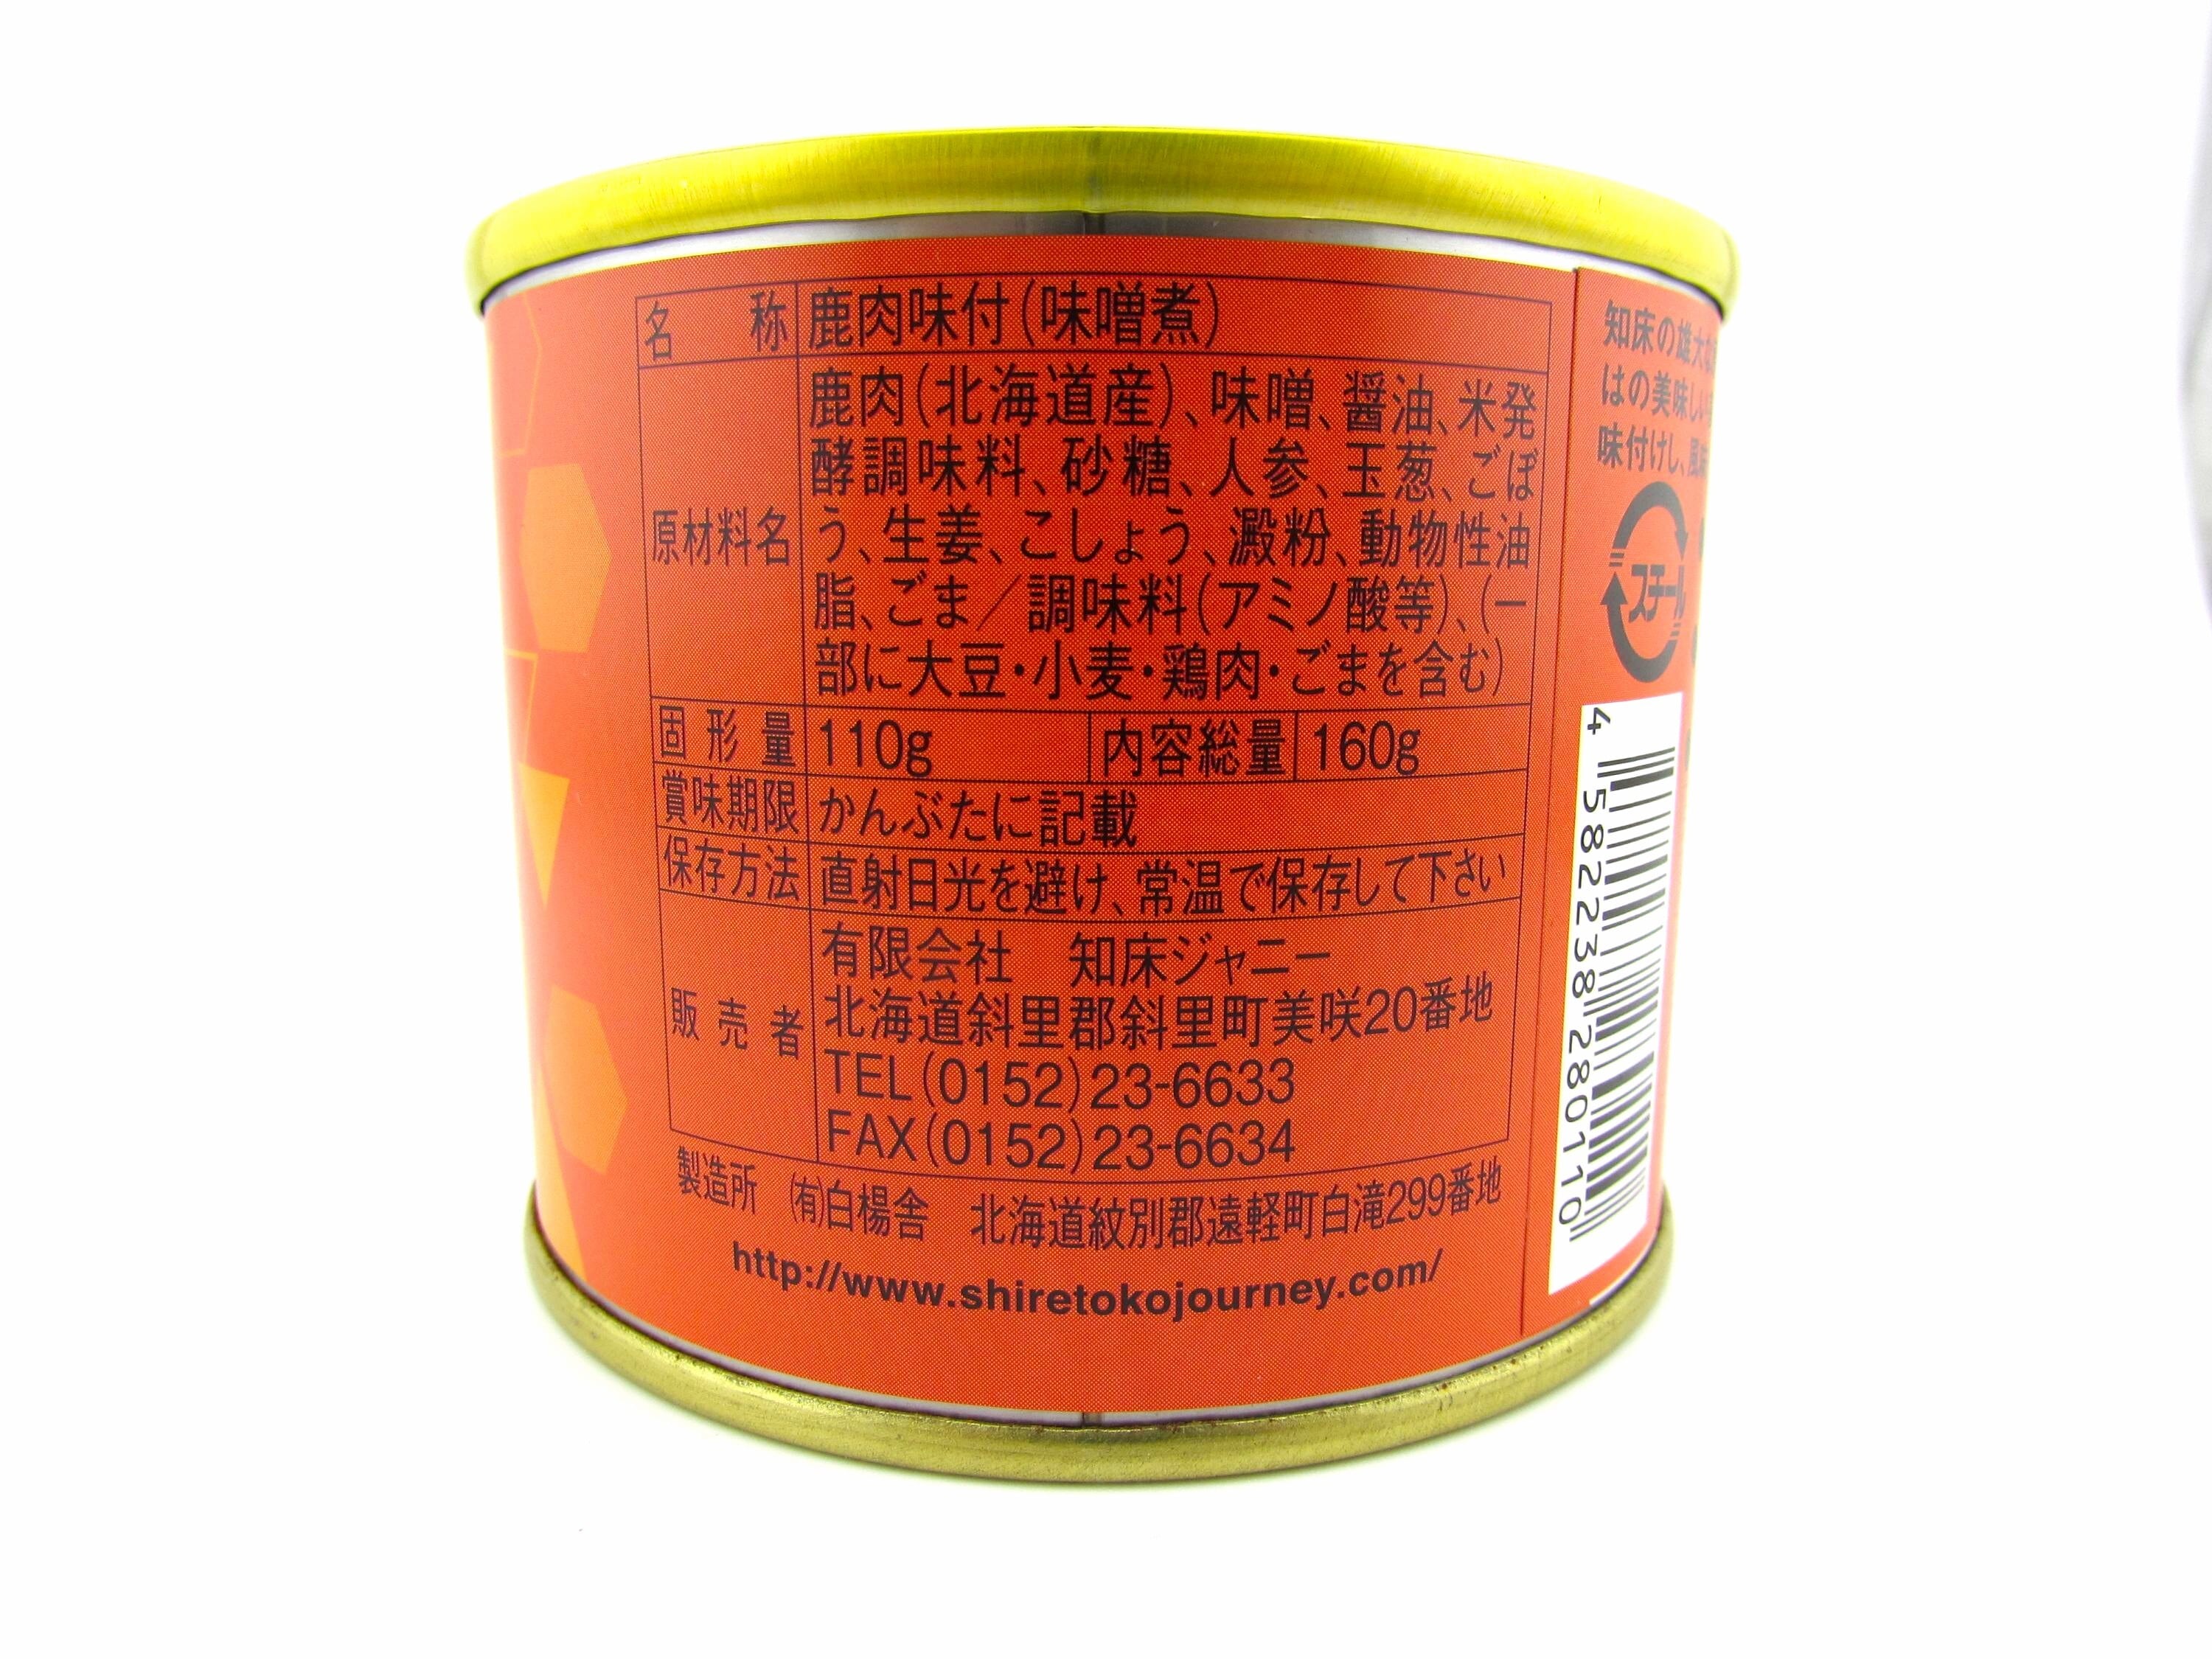 名 称 鹿肉味付(味噌煮)
原材料名 鹿肉(北海道産)、味噌、醤油、米発
酵調味料、砂糖、人参、玉葱、ごぼ
う、生姜、こしょう、澱粉、動物性油
脂、ごま/調味料(アミノ酸等)、(一
部に大豆・小麦・鶏肉・ごまを含む)
固形量 110g 内容総量 160g
賞味期限 かんぶたに記載
保存方法 直射日光を避け、常温で保存して下さい
販売者 有限会社 知床ジャニー
北海道斜里郡斜里町美咲20番地
TEL(0152)23-6633
FAX(0152)23-6634
製造所 (有)白楊舎 北海道紋別郡遠軽町白滝299番地
http://www.shiretokojourney.com/
知床の雄大
はの美味しい
味付けし、風
スチール
4 582238 280110